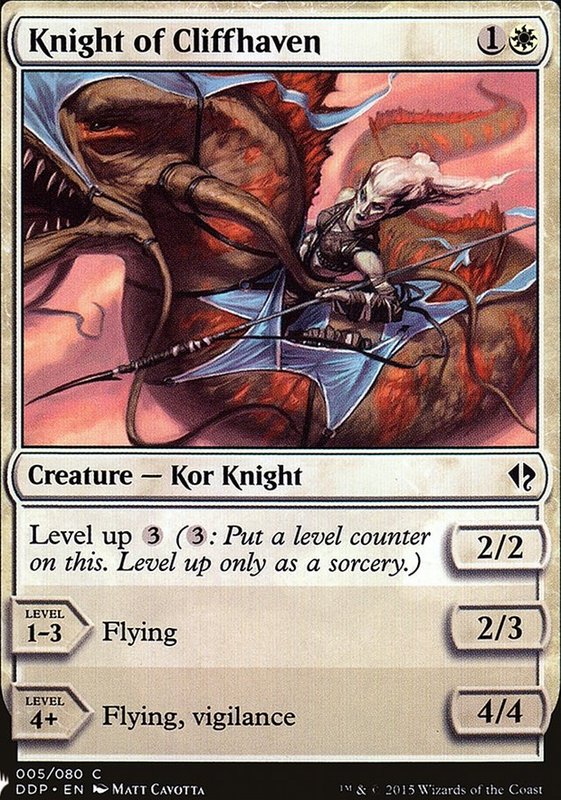 Knight of Cliffhaven 1
Creature — Kor Knight
Level up 3 (3: Put a level counter
on this. Level up only as a sorcery.)
2/2
LEVEL
1-3
Flying
2/3
LEVEL
4+
Flying, vigilance
4/4
005/080 C
DDP • EN Matt Cavotta
™ & © 2015 Wizards of the Coast